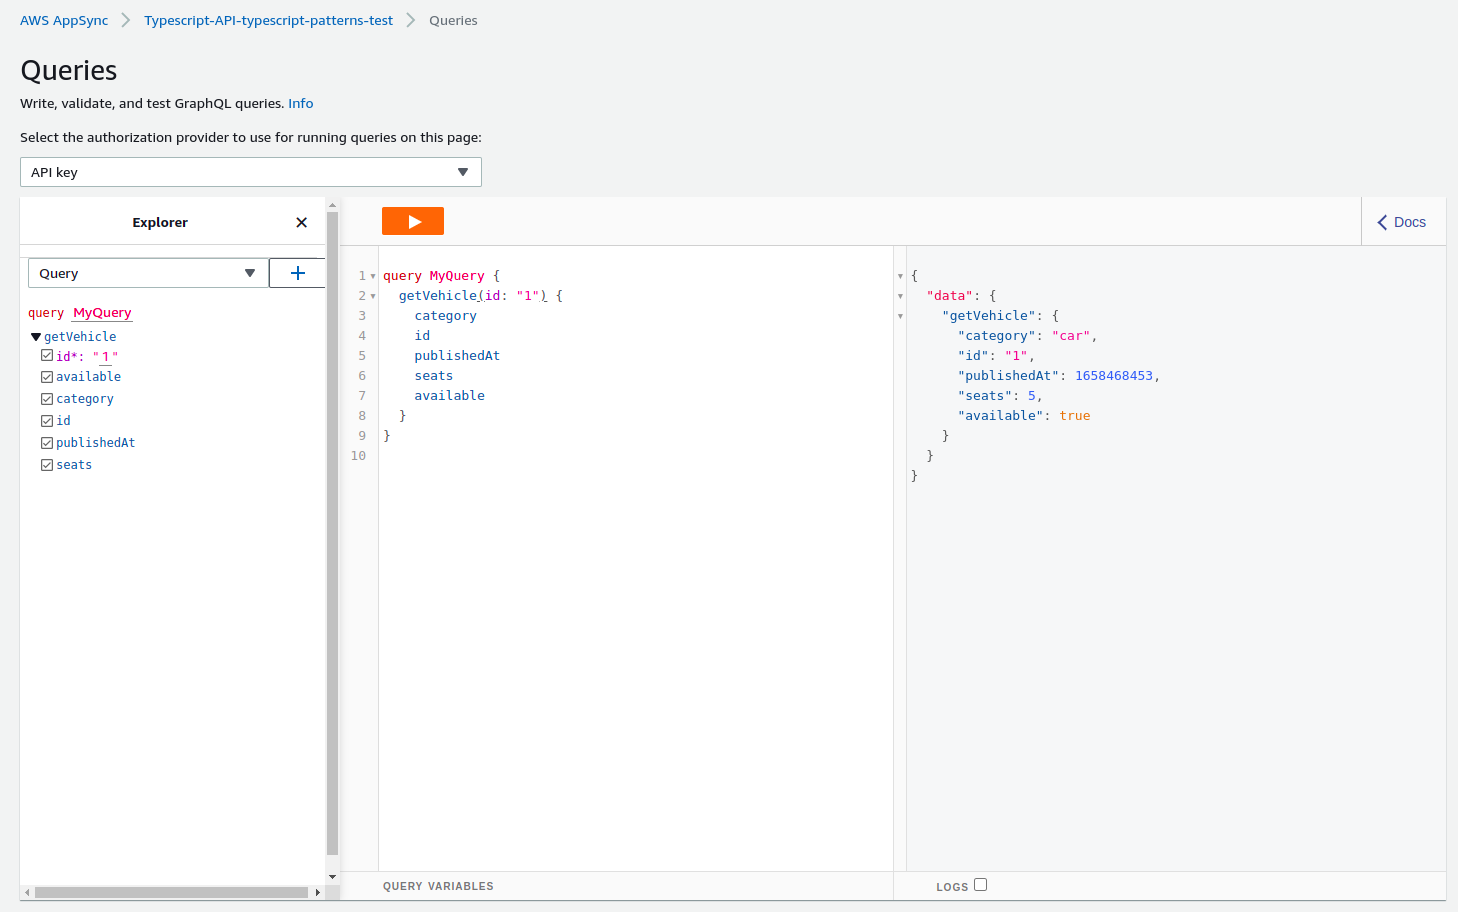 AWS AppSync Typescript-API-typescript-patterns-test Queries
Queries
Write, validate, and test GraphQL queries. Info
Select the authorization provider to use for running queries on this page:
API key
Explorer
Query
query MyQuery
getVehicle
id*: "1"
available
category
id
publishedAt
seats
Docs
1 query MyQuery {
2 getVehicle(id: "1") {
3 category
4 id
5 publishedAt
6 seats
7 available
8 }
9 }
10
{
"data": {
"getVehicle": {
"category": "car",
"id": "1",
"publishedAt": 1658468453,
"seats": 5,
"available": true
}
}
}
QUERY VARIABLES
LOGS